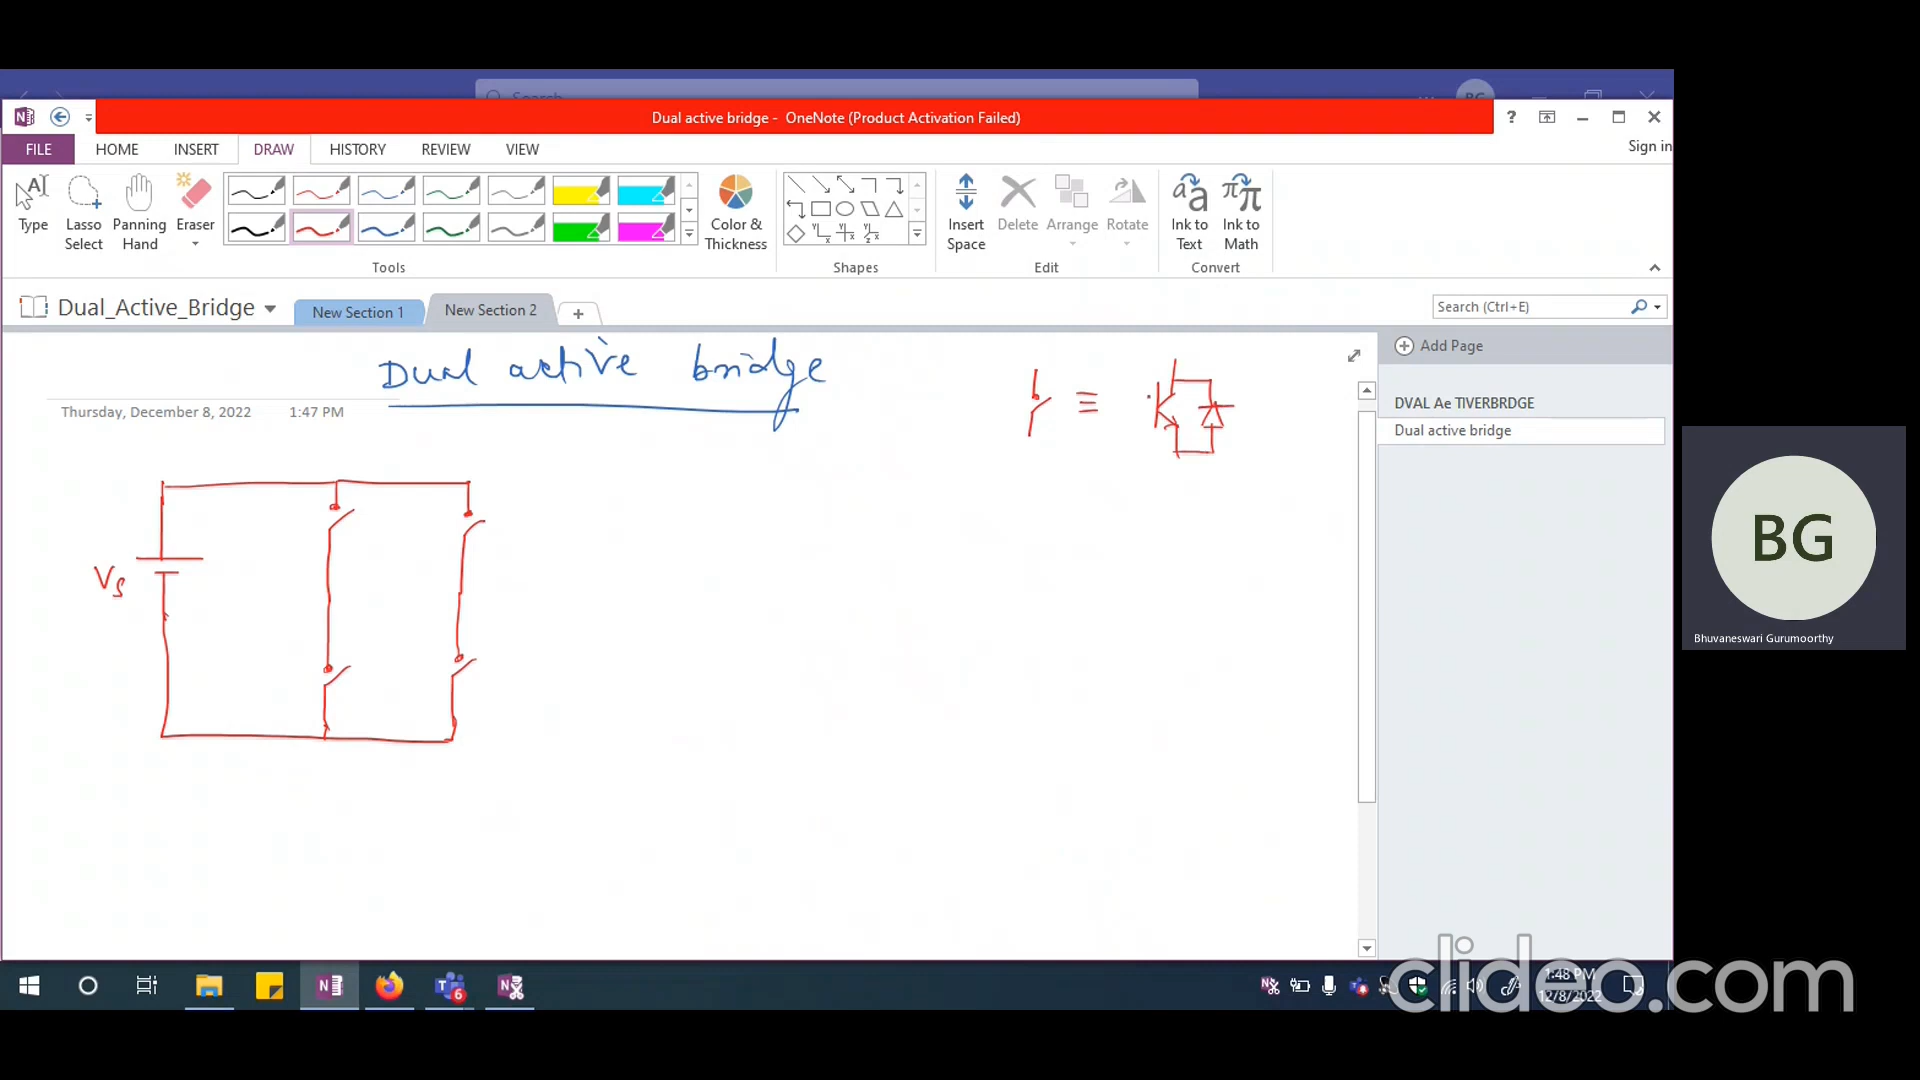 Search
BG
Dual active bridge - OneNote (Product Activation Failed)
?
FILE HOME INSERT DRAW HISTORY REVIEW VIEW
Sign in
Type
Lasso Select
Panning Hand
Eraser
Color & Thickness
Insert Space
Delete
Arrange
Rotate
Ink to Text
Ink to Math
Tools
Shapes
Edit
Convert
Dual_Active_Bridge
New Section 1
New Section 2
+
Search (Ctrl+E)
Dual active bridge
Add Page
Thursday, December 8, 2022 1:47 PM
≡
DVAL Ae TIVERBRDGE
Dual active bridge
Vs
BG
Bhuvaneswari Gurumoorthy
6
1:48 PM
12/8/2022
clideo.com